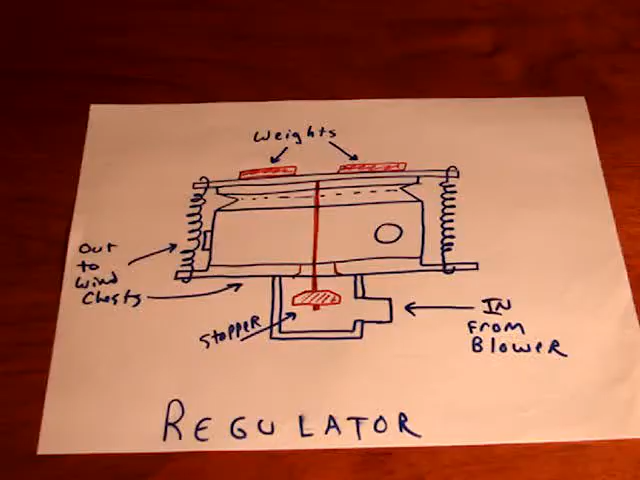 Weights
Out
to
Wind
Chests
Stopper
IN
From
Blower
REGULATOR